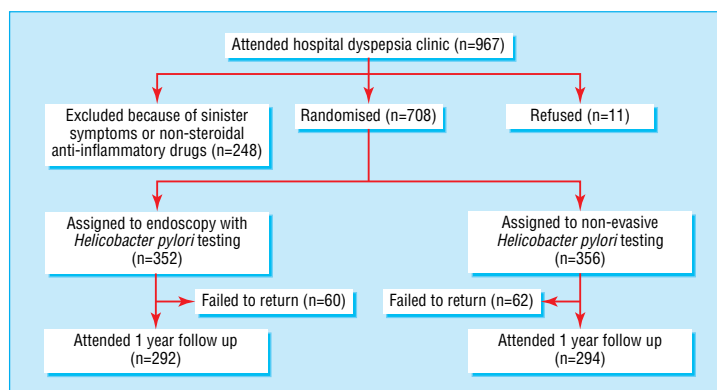 Attended hospital dyspepsia clinic (n=967)
Excluded because of sinister
symptoms or non-steroidal
anti-inflammatory drugs (n=248)
Randomised (n=708)
Refused (n=11)
Assigned to endoscopy with
Helicobacter pylori testing
(n=352)
Assigned to non-evasive
Helicobacter pylori testing
(n=356)
Failed to return (n=60)
Failed to return (n=62)
Attended 1 year follow up
(n=292)
Attended 1 year follow up
(n=294)